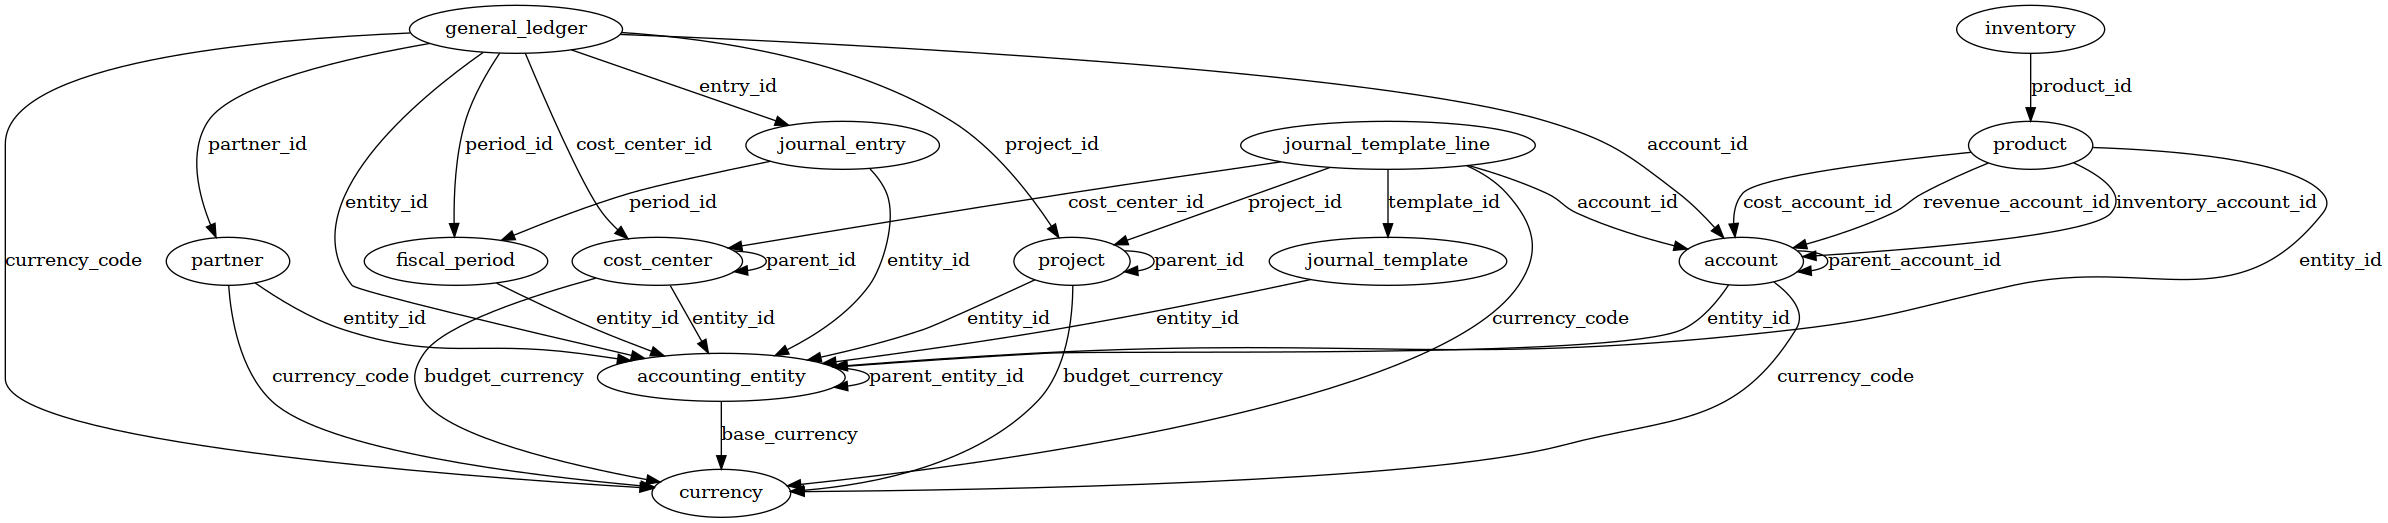 general_ledger
inventory
entry_id
product_id
partner_id
period_id
cost_center_id
journal_entry
project_id
journal_template_line
account_id
product
entity_id
period_id
cost_center_id
project_id
template_id
account_id
cost_account_id
revenue_account_id
inventory_account_id
currency_code
partner
fiscal_period
cost_center
parent_id
entity_id
project
parent_id
journal_template
account
parent_account_id
entity_id
entity_id
entity_id
entity_id
entity_id
entity_id
currency_code
entity_id
currency_code
budget_currency
accounting_entity
parent_entity_id
budget_currency
currency_code
base_currency
currency